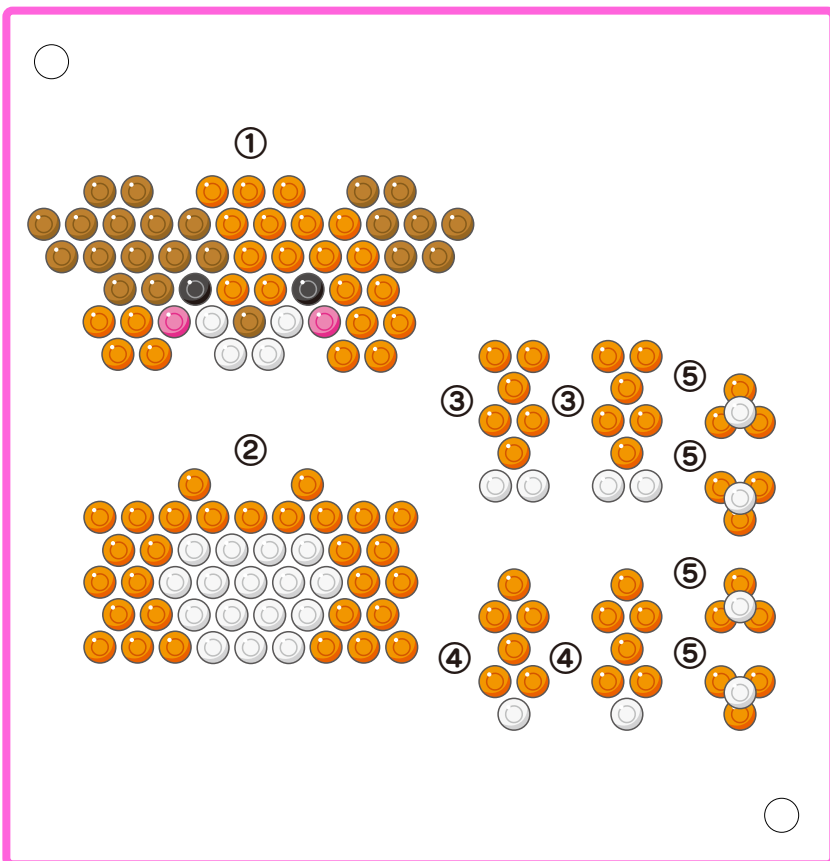 ①
②
③ ③ ⑤
⑤
④ ④ ⑤
⑤